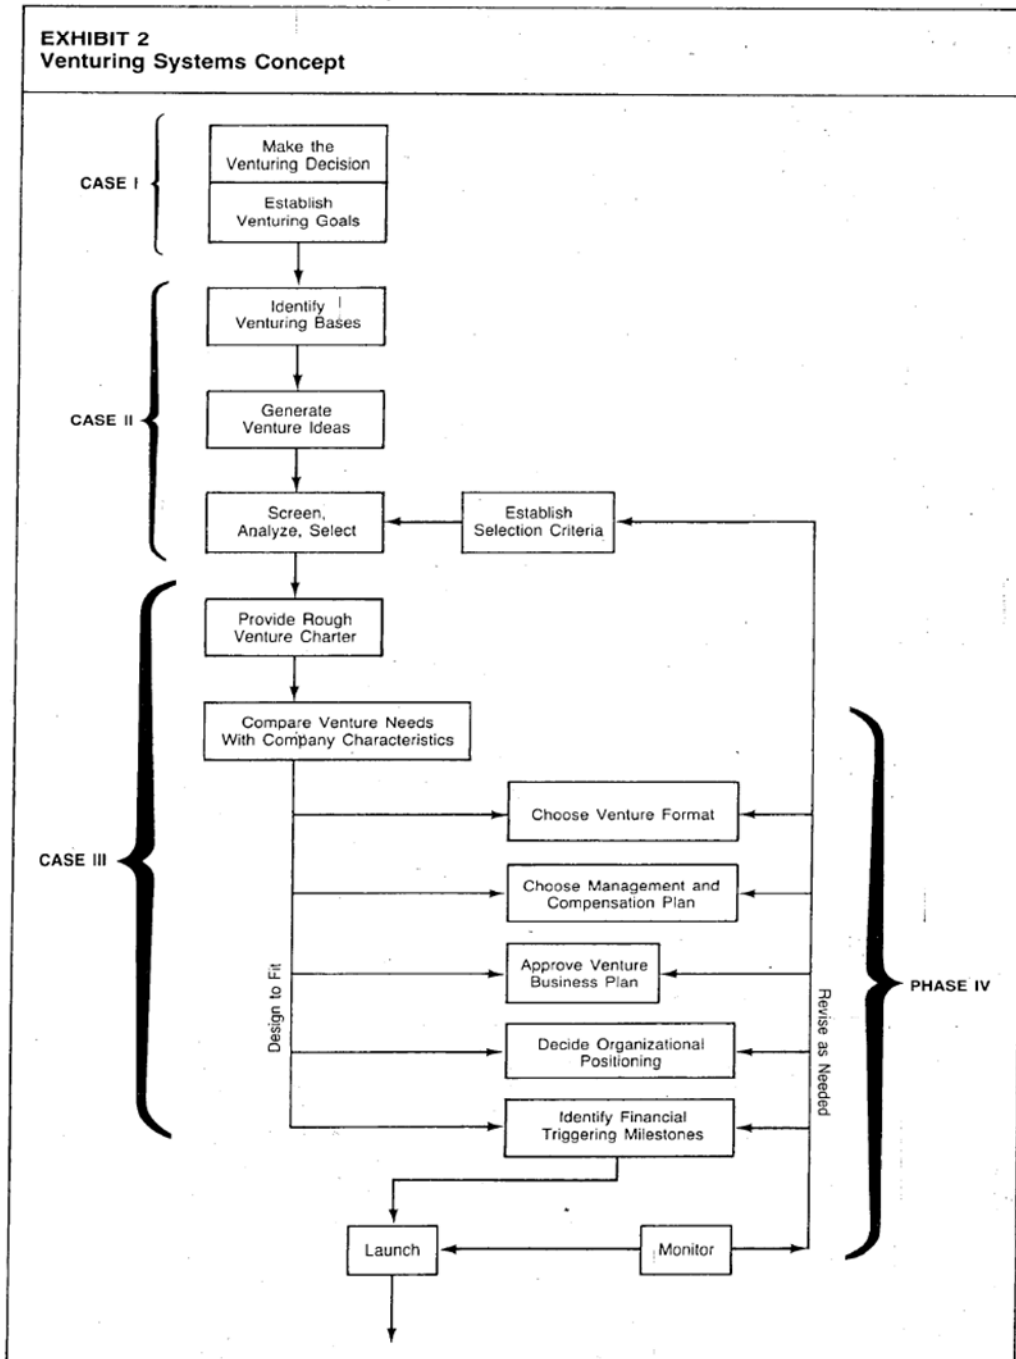 EXHIBIT 2
Venturing Systems Concept
CASE I
Make the
Venturing Decision
Establish
Venturing Goals
CASE II
Identify
Venturing Bases
Generate
Venture Ideas
Screen,
Analyze, Select
Establish
Selection Criteria
Provide Rough
Venture Charter
Compare Venture Needs
With Company Characteristics
CASE III
Design to Fit
Choose Venture Format
Choose Management and
Compensation Plan
Approve Venture
Business Plan
Decide Organizational
Positioning
Identify Financial
Triggering Milestones
Revise as Needed
PHASE IV
Launch
Monitor